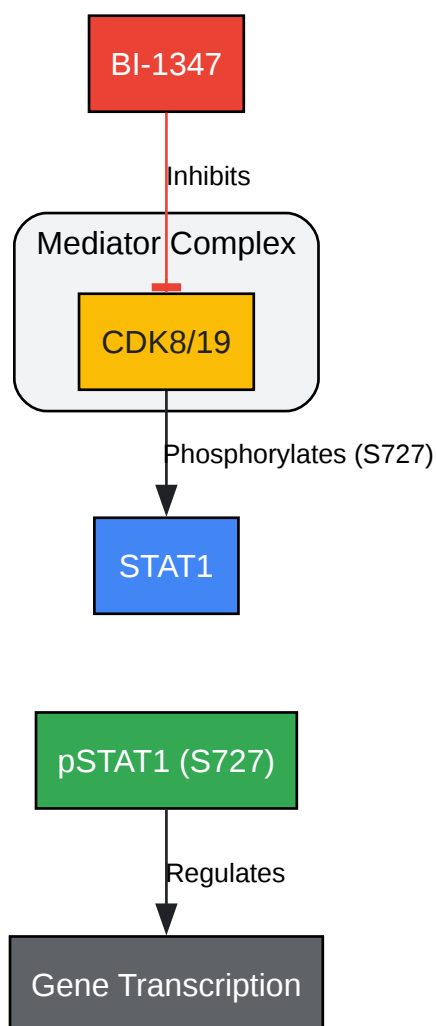 BI-1347
Inhibits
Mediator Complex
CDK8/19
Phosphorylates (S727)
STAT1
pSTAT1 (S727)
Regulates
Gene Transcription